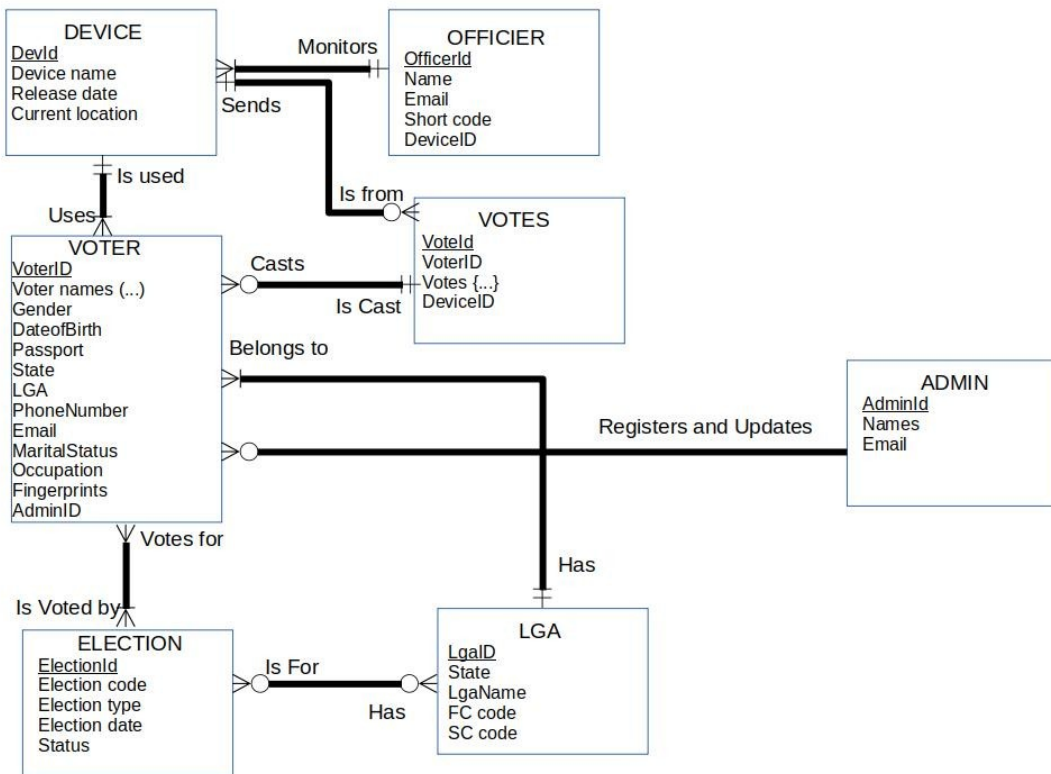 DEVICE
DevId
Device name
Release date
Current location
Monitors
Sends
OFFICIER
OfficerId
Name
Email
Short code
DeviceID
Is used
Uses
Is from
VOTES
VoteId
VoterID
Votes {...}
DeviceID
VOTER
VoterID
Voter names (...)
Gender
DateofBirth
Passport
State
LGA
PhoneNumber
Email
MaritalStatus
Occupation
Fingerprints
AdminID
Casts
Is Cast
Belongs to
Registers and Updates
ADMIN
AdminId
Names
Email
Votes for
Is Voted by
Has
ELECTION
ElectionId
Election code
Election type
Election date
Status
Is For
Has
LGA
LgaID
State
LgaName
FC code
SC code